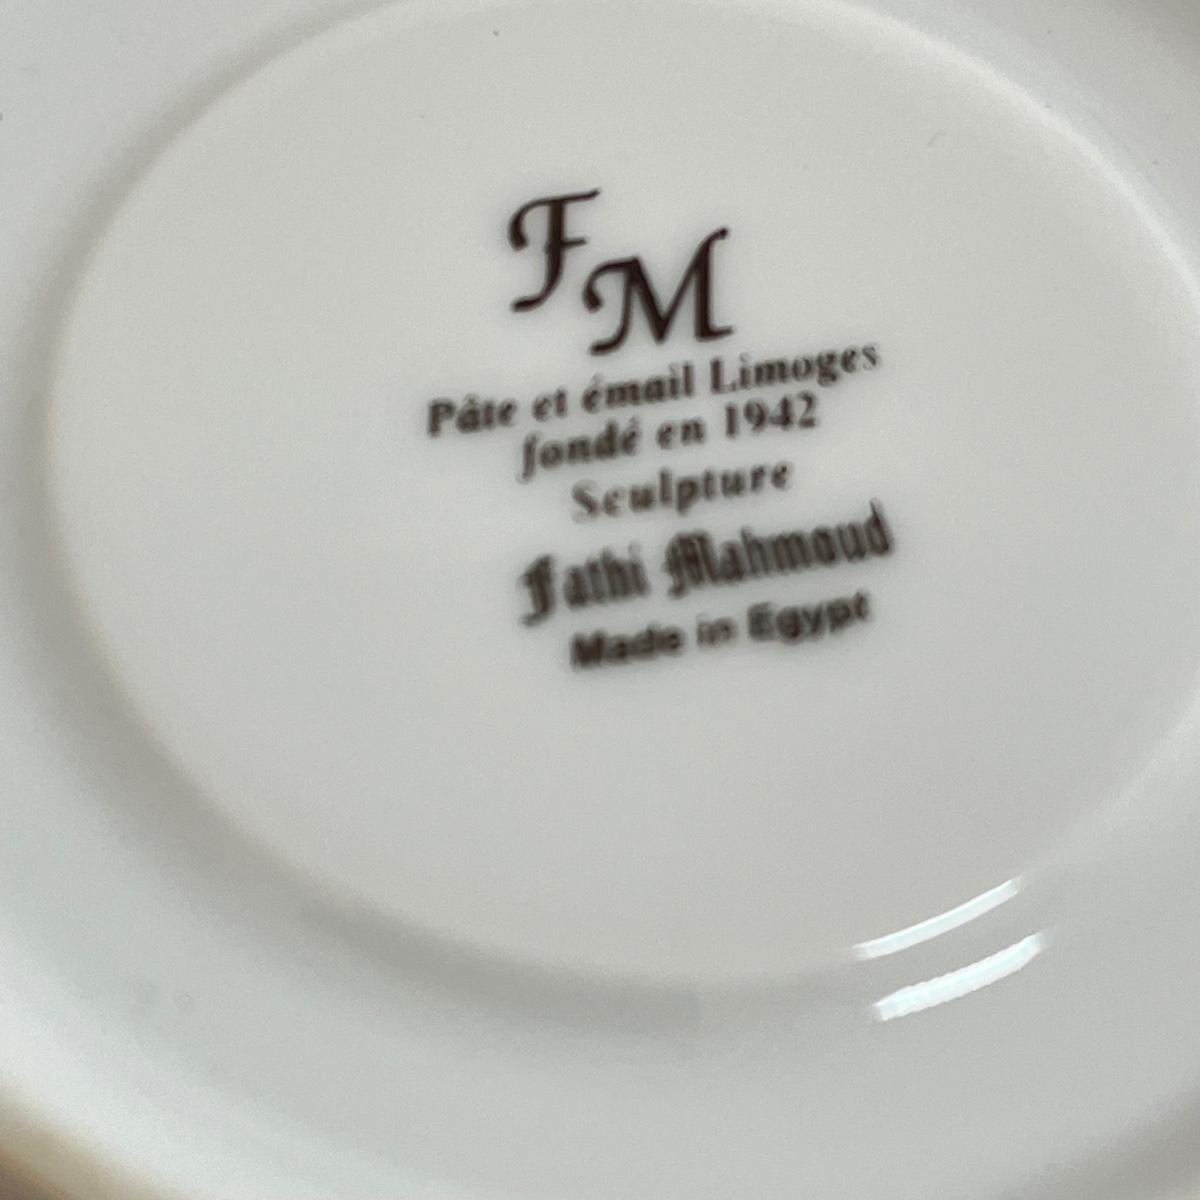 FM
Pâte et émail Limoges
fondé en 1942
Sculpture
Fathi Mahmoud
Made in Egypt